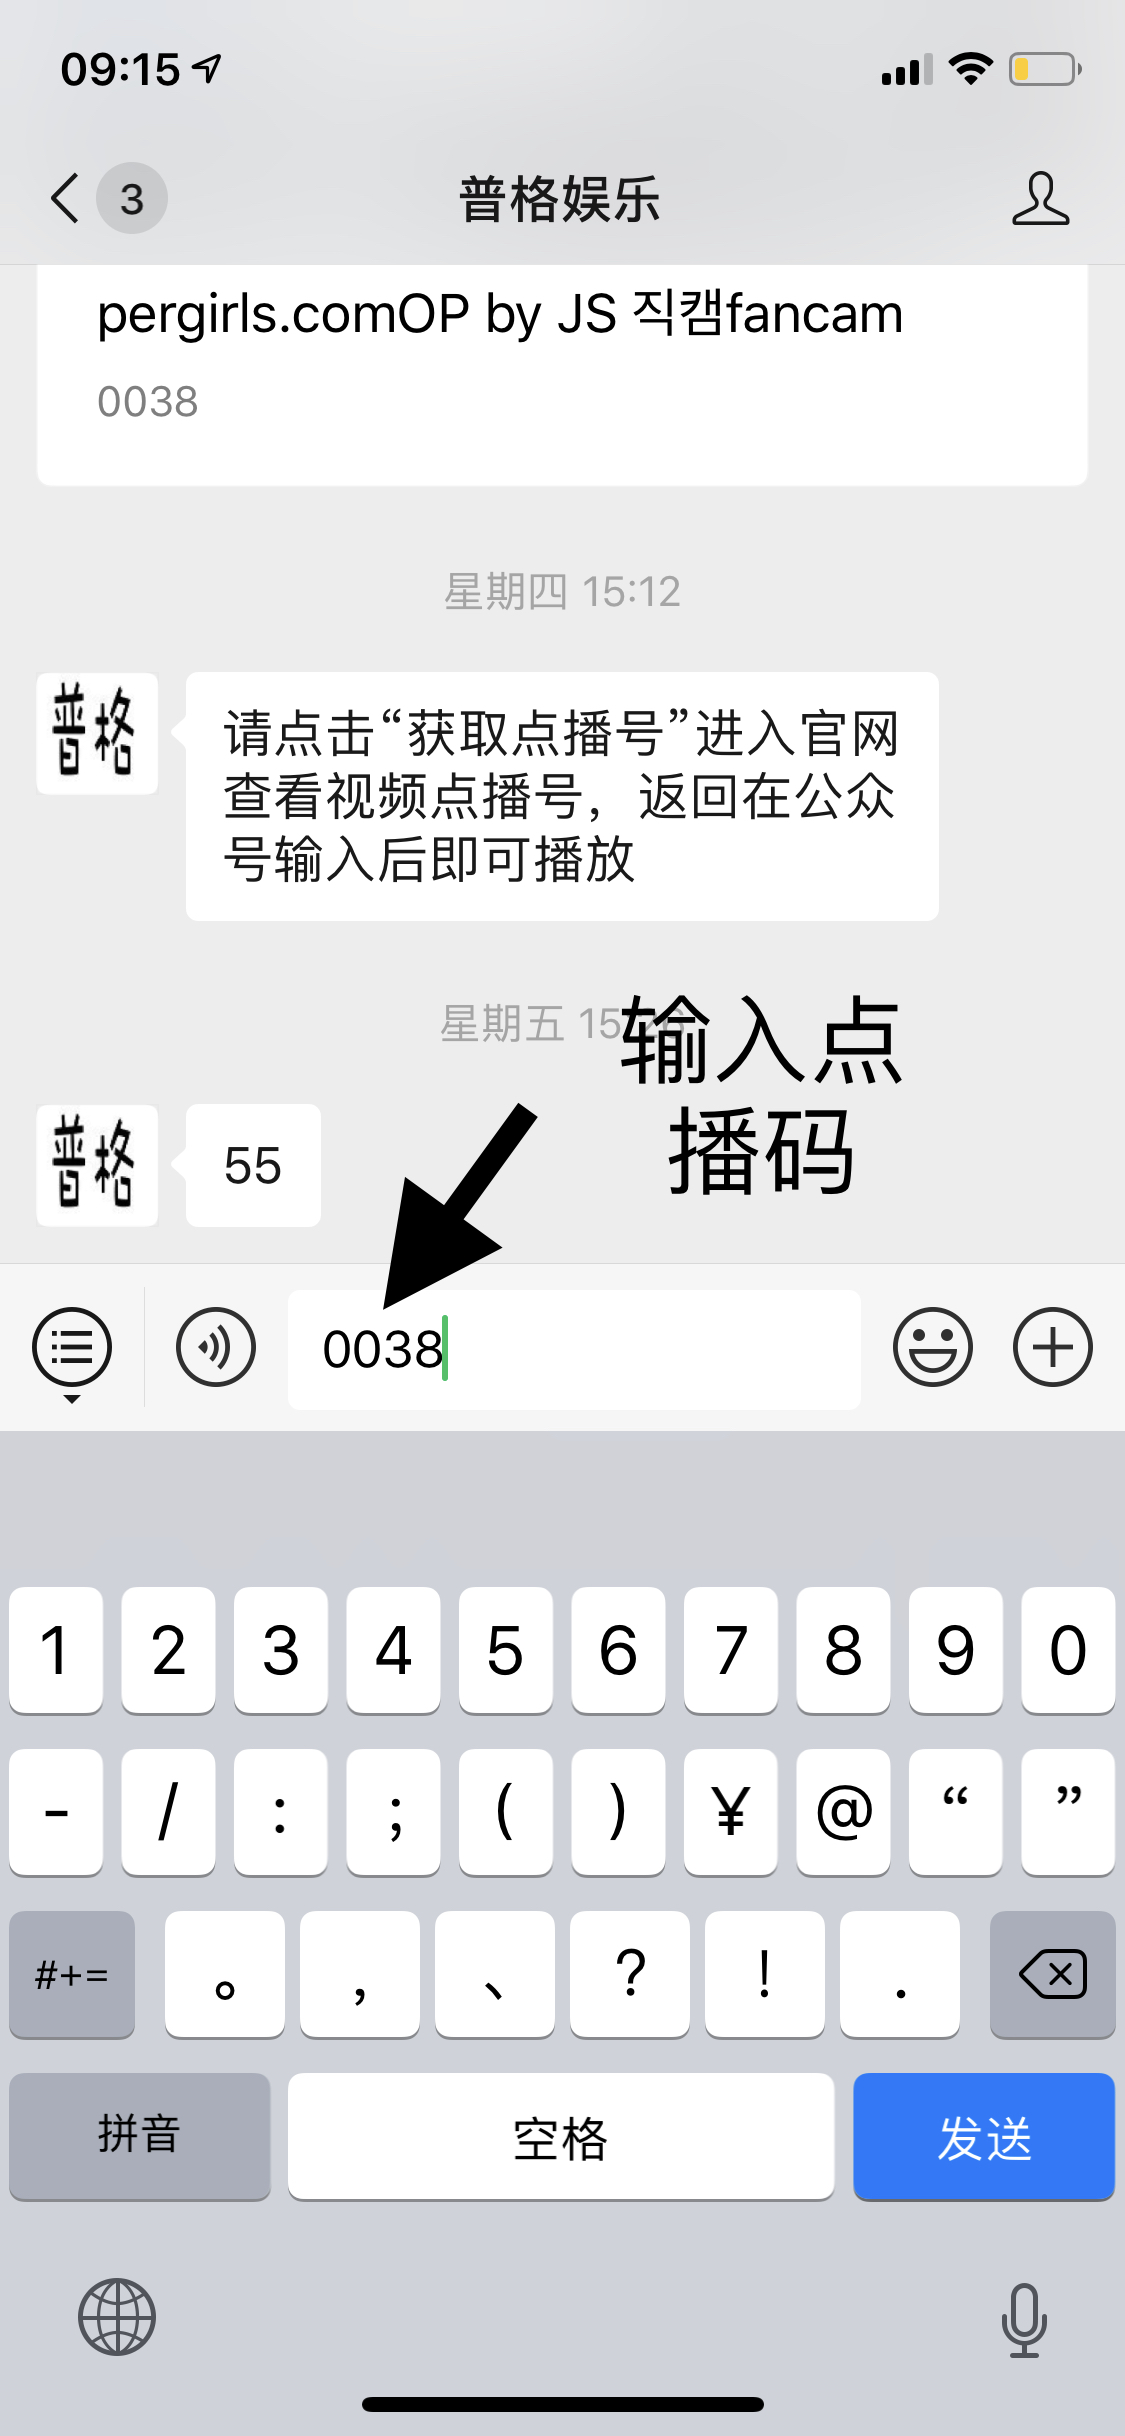 09:15
3
普格娱乐
pergirls.comOP by JS 직캠fancam
0038
星期四 15:12
普格
请点击“获取点播号”进入官网
查看视频点播号，返回在公众
号输入后即可播放
星期五 15:26
输入点
播码
普格
55
0038
1 2 3 4 5 6 7 8 9 0
- / : ; ( ) ¥ @ “ ”
#+= 。 ， 、 ? ! .
拼音 空格 发送